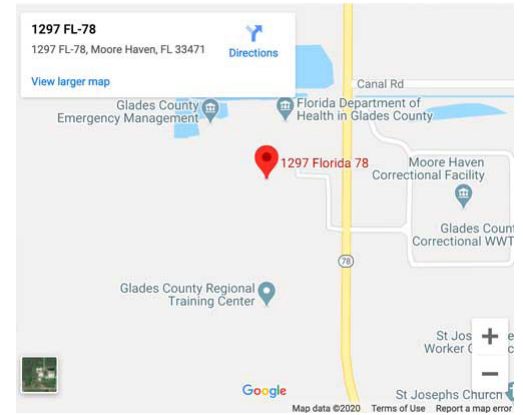 1297 FL-78
1297 FL-78, Moore Haven, FL 33471
Directions
View larger map
Canal Rd
Glades County
Emergency Management
Florida Department of
Health in Glades County
1297 Florida 78
Moore Haven
Correctional Facility
Glades Coun
Correctional WWT
78
Glades County Regional
Training Center
St Jos
Worker
Google
St Josephs Church
Map data ©2020 Terms of Use Report a map error